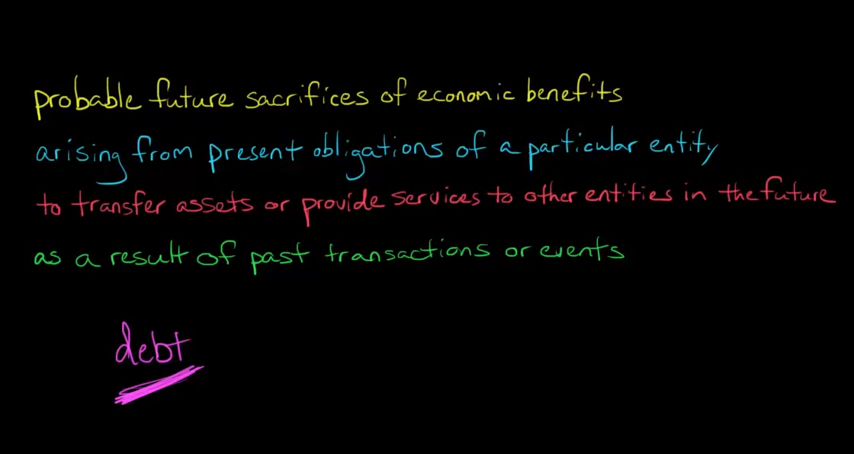 probable future sacrifices of economic benefits
arising from present obligations of a particular entity
to transfer assets or provide services to other entities in the future
as a result of past transactions or events
debt